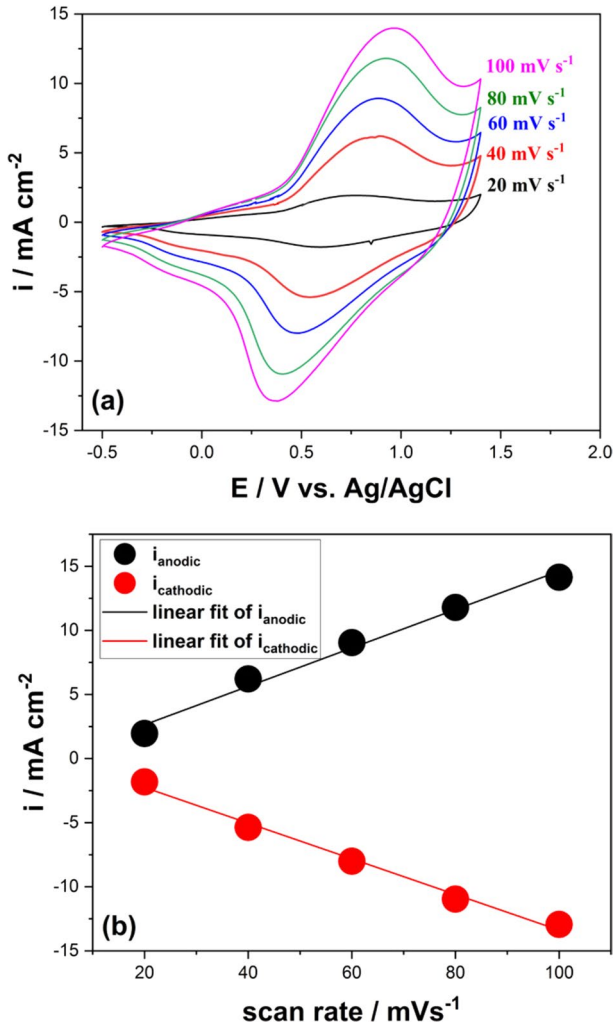 15
10
5
0
-5
-10
-15
i / mA cm-2
100 mV s-1
80 mV s-1
60 mV s-1
40 mV s-1
20 mV s-1
(a)
-0.5 0.0 0.5 1.0 1.5 2.0
E / V vs. Ag/AgCl
15
10
5
0
-5
-10
-15
i / mA cm-2
ianodic
icathodic
linear fit of ianodic
linear fit of icathodic
(b)
20 40 60 80 100
scan rate / mVs-1